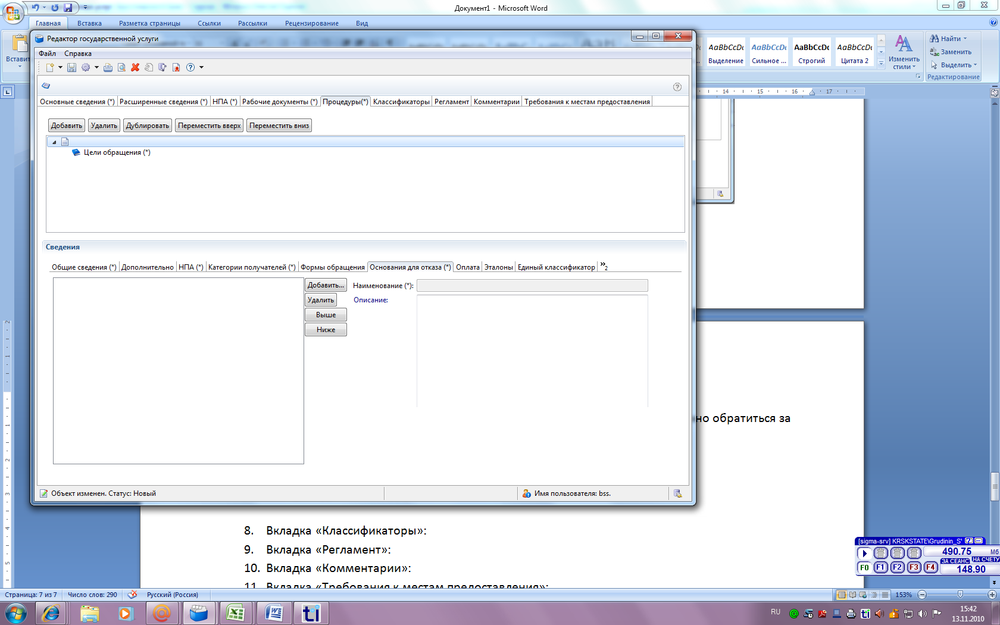 Документ1 - Microsoft Word
Главная Вставка Разметка страницы Ссылки Рассылки Рецензирование Вид
Вставит
Редактор государственной услуги
Файл Справка
AaBbCcDc AaBbCcDc AaBbCcDc AaBbCcDc
Выделение Сильное ... Строгий Цитата 2
Изменить стили
Найти
Заменить
Выделить
Редактирование
Основные сведения (*) Расширенные сведения (*) НПА (*) Рабочие документы (*) Процедуры(*) Классификаторы Регламент Комментарии Требования к местам предоставления
14 15 16 17
Добавить Удалить Дублировать Переместить вверх Переместить вниз
Цели обращения (*)
Сведения
Общие сведения (*) Дополнительно НПА (*) Категории получателей (*) Формы обращения Основания для отказа (*) Оплата Эталоны Единый классификатор »2
Добавить... Наименование (*):
Удалить Описание:
Выше
Ниже
но обратиться за
Объект изменен. Статус: Новый Имя пользователя: bss.
8. Вкладка «Классификаторы»:
9. Вкладка «Регламент»:
10. Вкладка «Комментарии»:
11. Вкладка «Требования к местам предоставления»:
[sigma-srv] KRSKSTATE\Grudinin_S'
490.75 Мб
ЗА СЕАНС НА СЧЕТУ
F0 F1 F2 F3 F4 148.90
Страница: 7 из 7 Число слов: 290 Русский (Россия) 153%
RU 15:42
13.11.2010